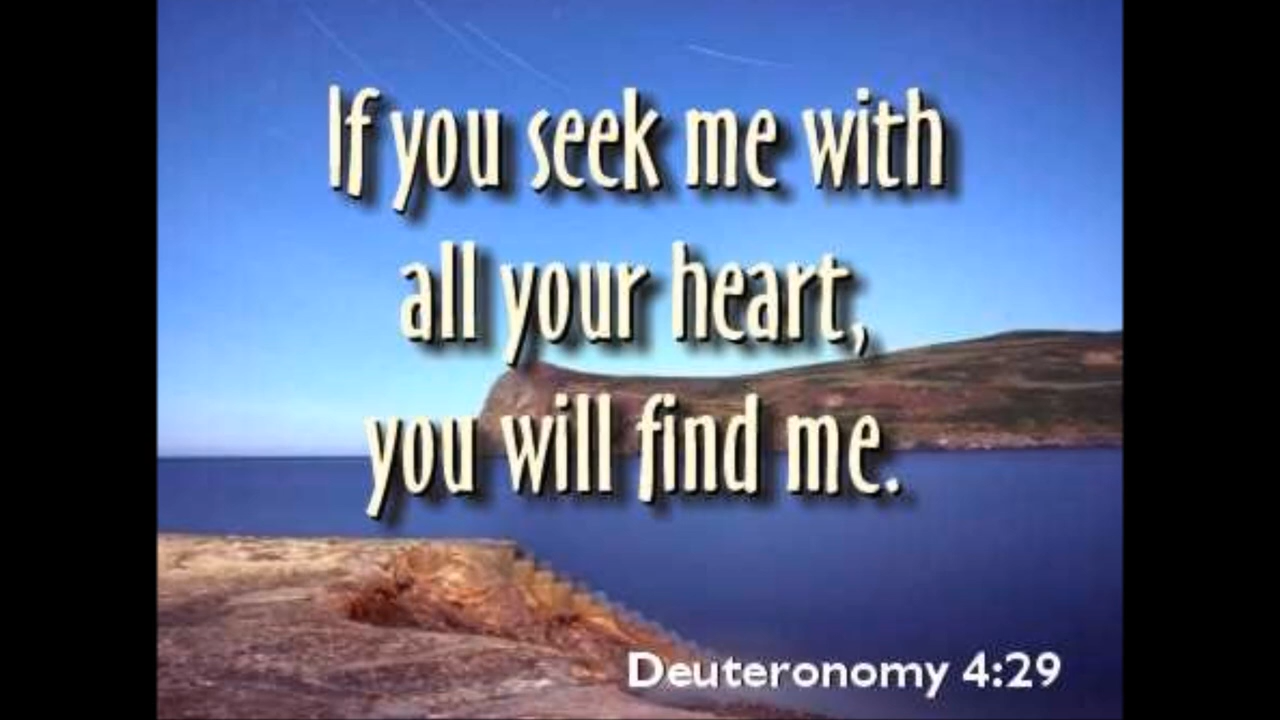 If you seek me with
all your heart,
you will find me.
Deuteronomy 4:29